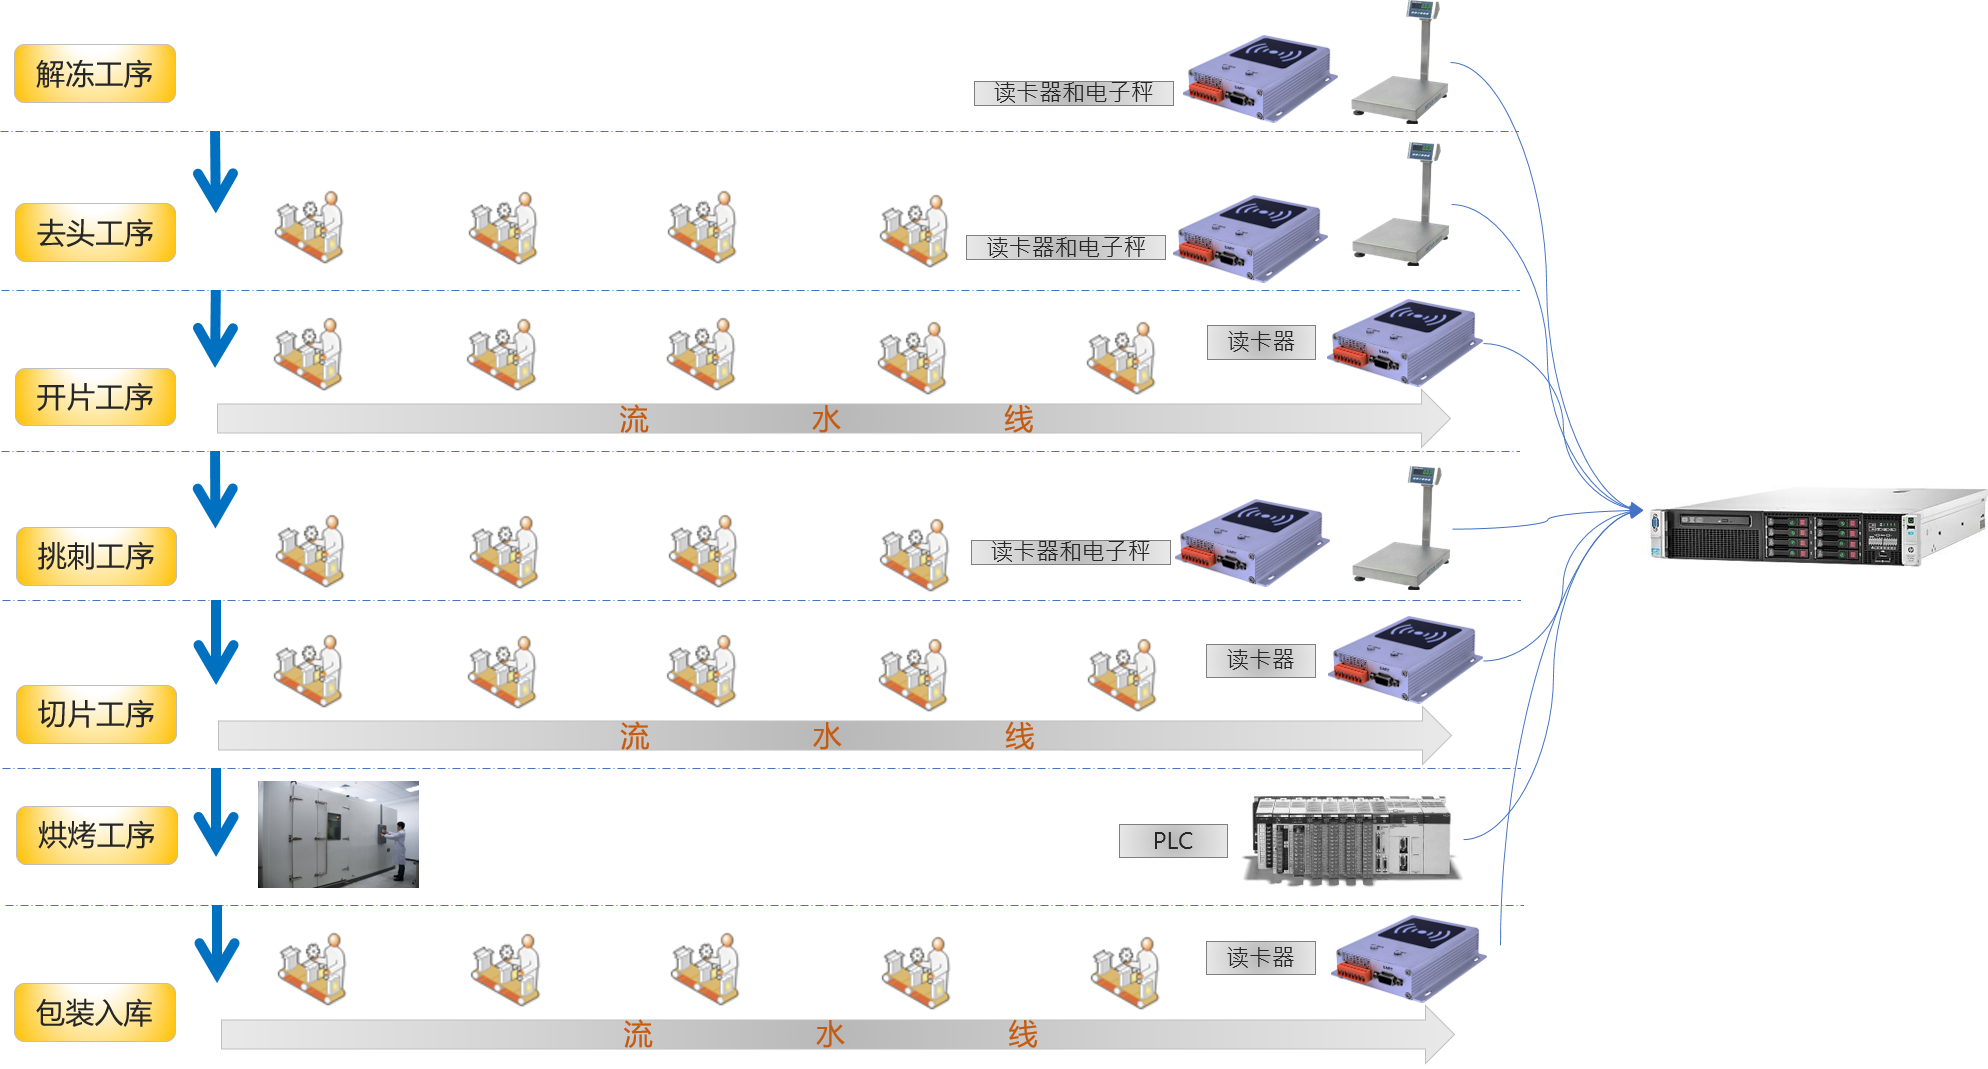 解冻工序
读卡器和电子秤
去头工序
读卡器和电子秤
开片工序
读卡器
流 水 线
挑刺工序
读卡器和电子秤
切片工序
读卡器
流 水 线
烘烤工序
PLC
包装入库
读卡器
流 水 线